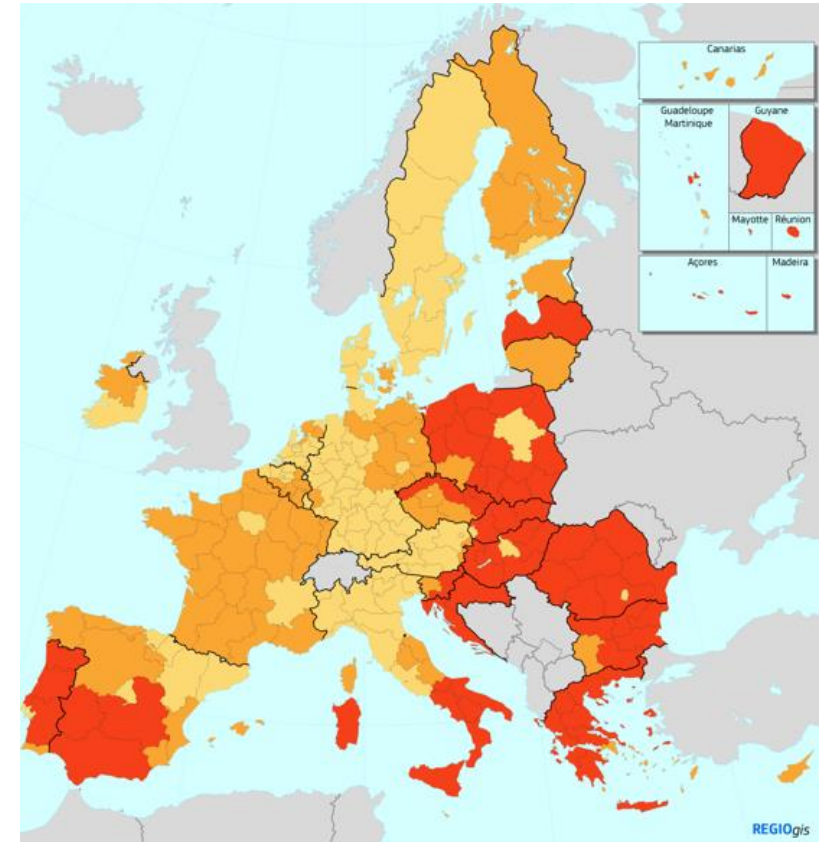 Canarias
Guadeloupe
Martinique
Guyane
Mayotte
Réunion
Açores
Madeira
REGIOgis